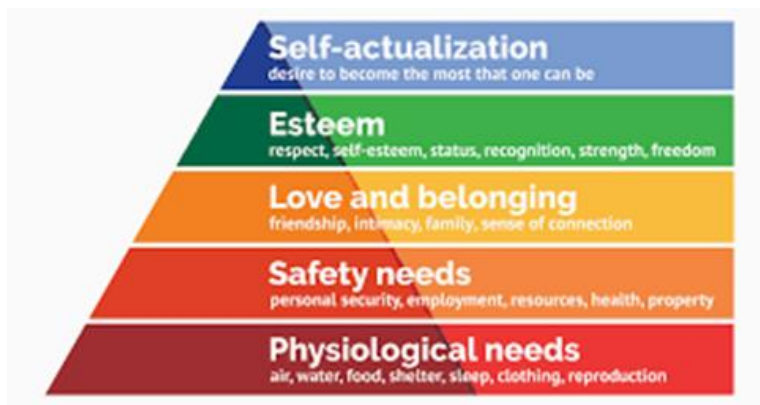 Self-actualization
desire to become the most that one can be
Esteem
respect, self-esteem, status, recognition, strength, freedom
Love and belonging
friendship, intimacy, family, sense of connection
Safety needs
personal security, employment, resources, health, property
Physiological needs
air, water, food, shelter, sleep, clothing, reproduction